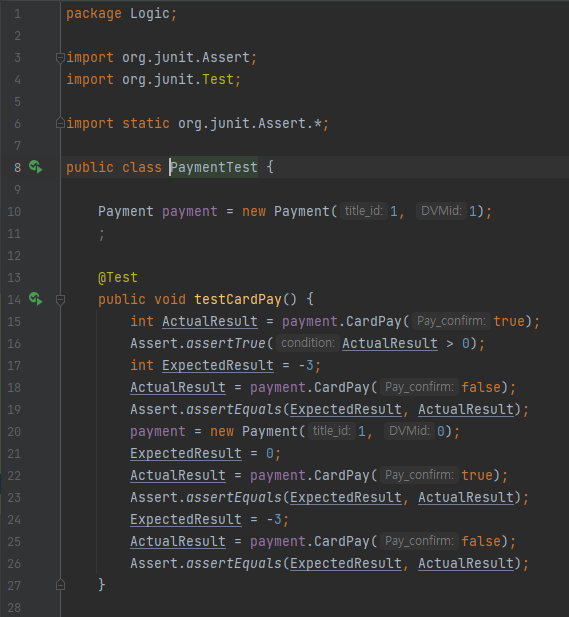 1 package Logic;
2
3 import org.junit.Assert;
4 import org.junit.Test;
5
6 import static org.junit.Assert.*;
7
8 public class PaymentTest {
9
10 Payment payment = new Payment( title_id: 1, DVMid: 1);
11 ;
12
13 @Test
14 public void testCardPay() {
15 int ActualResult = payment.CardPay( Pay_confirm: true);
16 Assert.assertTrue( condition: ActualResult > 0);
17 int ExpectedResult = -3;
18 ActualResult = payment.CardPay( Pay_confirm: false);
19 Assert.assertEquals(ExpectedResult, ActualResult);
20 payment = new Payment( title_id: 1, DVMid: 0);
21 ExpectedResult = 0;
22 ActualResult = payment.CardPay( Pay_confirm: true);
23 Assert.assertEquals(ExpectedResult, ActualResult);
24 ExpectedResult = -3;
25 ActualResult = payment.CardPay( Pay_confirm: false);
26 Assert.assertEquals(ExpectedResult, ActualResult);
27 }
28